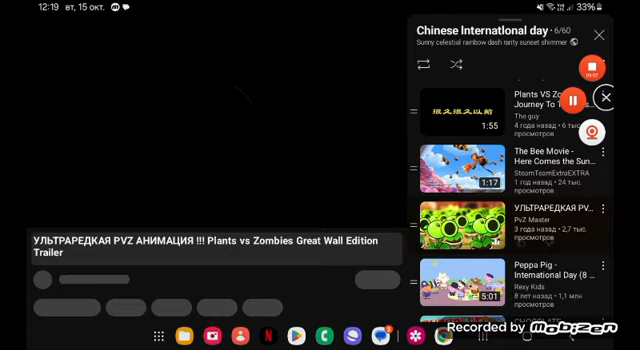 12:19 вт, 15 окт.
33%
Chinese International day · 6/60
Sunny celestial rainbow dash rarity sunset shimmer
Plants VS Zo
Journey To T
The guy
4 года назад • 6 тыс.
просмотров
1:55
The Bee Movie -
Here Comes the Sun...
SteamTeamExtraEXTRA
1 год назад • 24 тыс.
просмотров
1:17
УЛЬТРАРЕДКАЯ PV...
PvZ Master
3 года назад • 2,7 тыс.
просмотров
УЛЬТРАРЕДКАЯ PVZ АНИМАЦИЯ !!! Plants vs Zombies Great Wall Edition
Trailer
Peppa Pig -
International Day (8 ...
Rexy Kids
8 лет назад • 1,1 млн
просмотров
5:01
Recorded by Mobizen